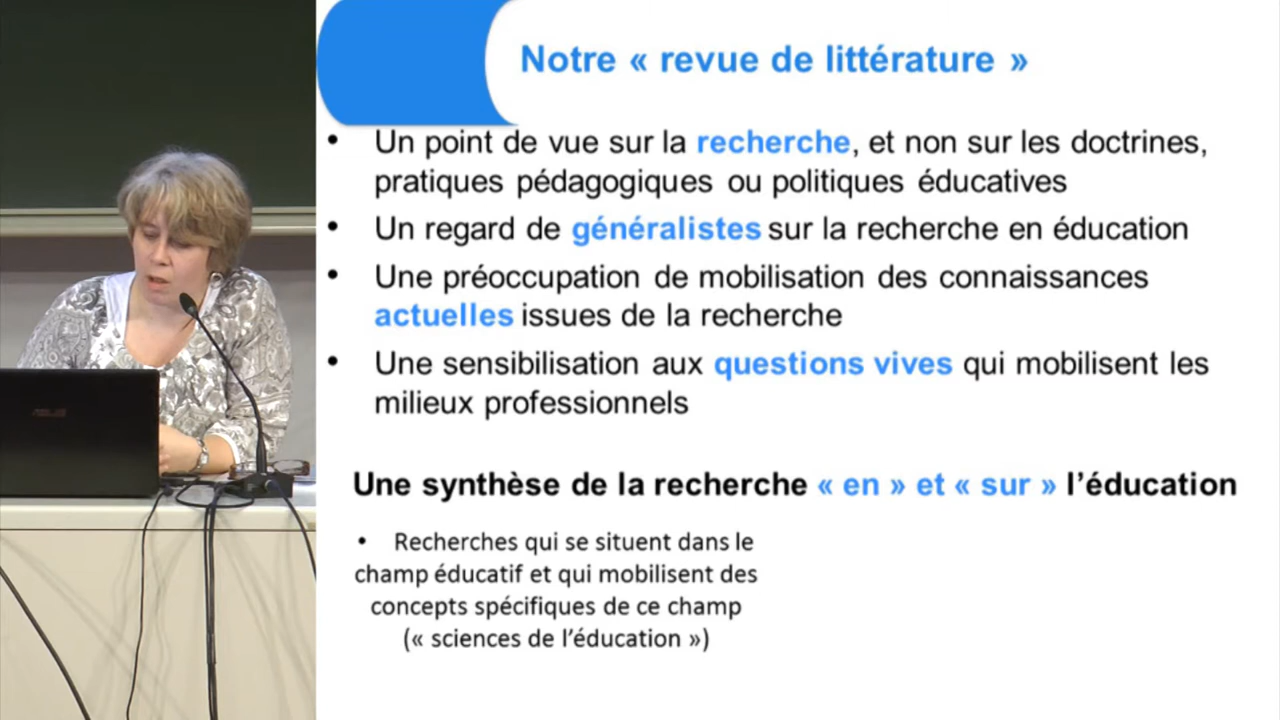 Notre « revue de littérature »
• Un point de vue sur la recherche, et non sur les doctrines,
pratiques pédagogiques ou politiques éducatives
• Un regard de généralistes sur la recherche en éducation
• Une préoccupation de mobilisation des connaissances
actuelles issues de la recherche
• Une sensibilisation aux questions vives qui mobilisent les
milieux professionnels
Une synthèse de la recherche « en » et « sur » l’éducation
• Recherches qui se situent dans le
champ éducatif et qui mobilisent des
concepts spécifiques de ce champ
(« sciences de l’éducation »)
ASUS